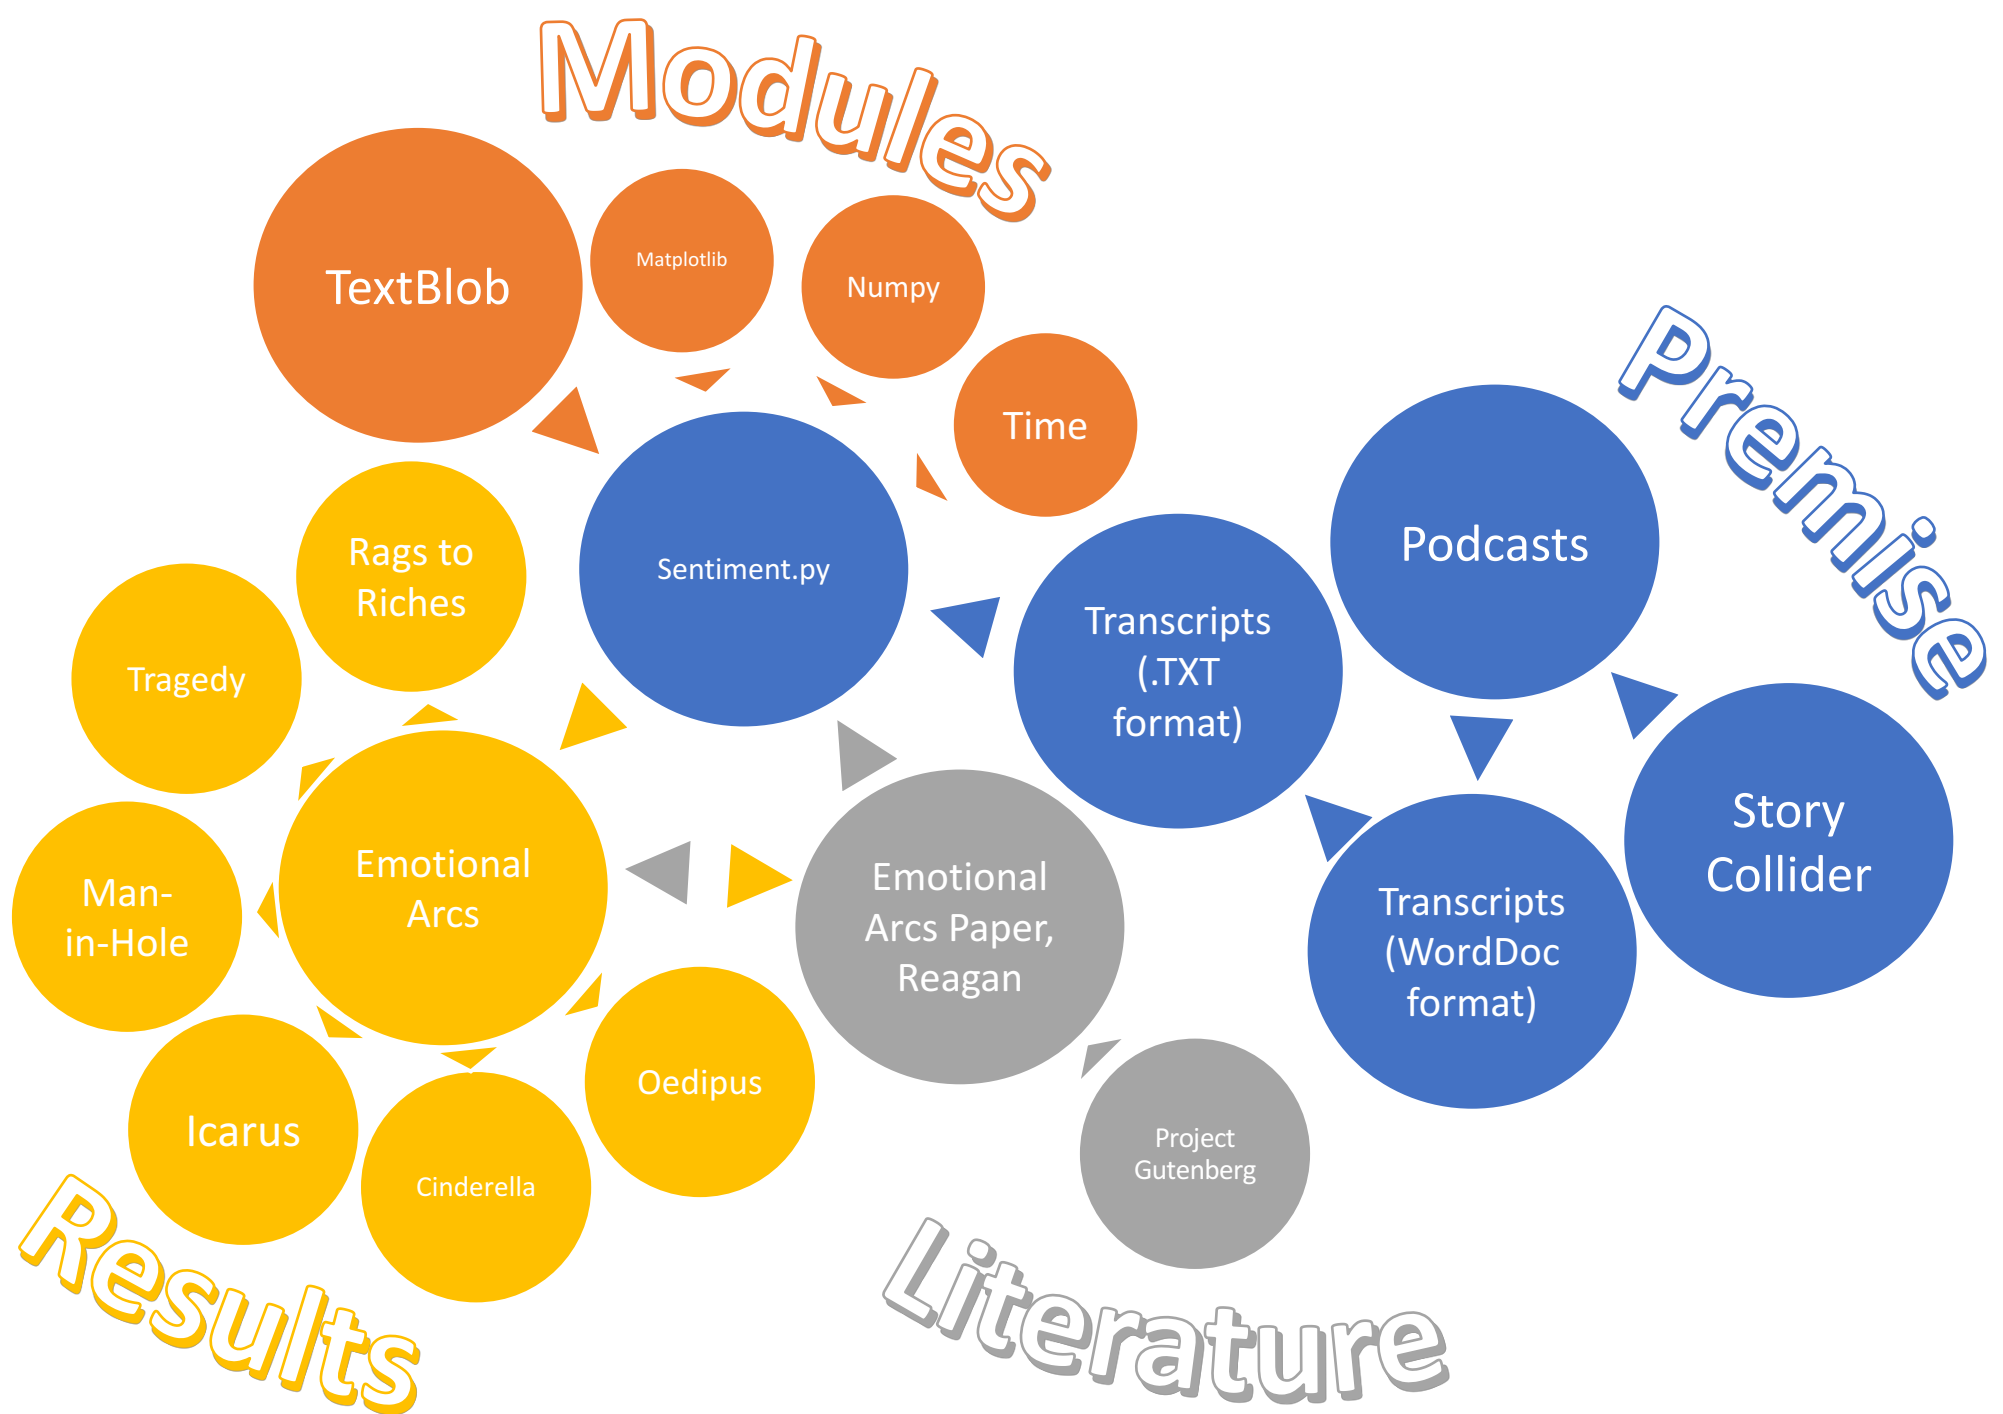 Modules
TextBlob
Matplotlib
Numpy
Time
Premise
Podcasts
Story
Collider
Transcripts
(WordDoc
format)
Transcripts
(.TXT
format)
Sentiment.py
Rags to
Riches
Tragedy
Man-
in-Hole
Icarus
Cinderella
Oedipus
Emotional
Arcs
Results
Emotional
Arcs Paper,
Reagan
Project
Gutenberg
Literature